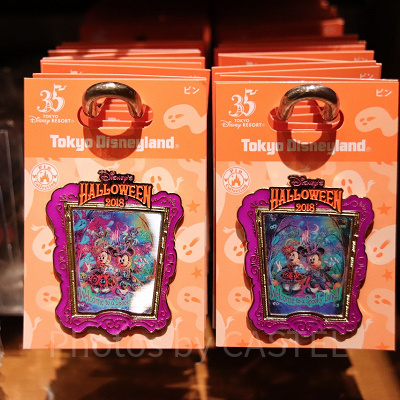 35
TOKYO
Disney RESORT®
ピン
Tokyo Disneyland®
Disney's
HALLOWEEN
2018
35
TOKYO
Disney RESORT®
ピン
Tokyo Disneyland®
Disney's
HALLOWEEN
2018
Photos by CASTEL